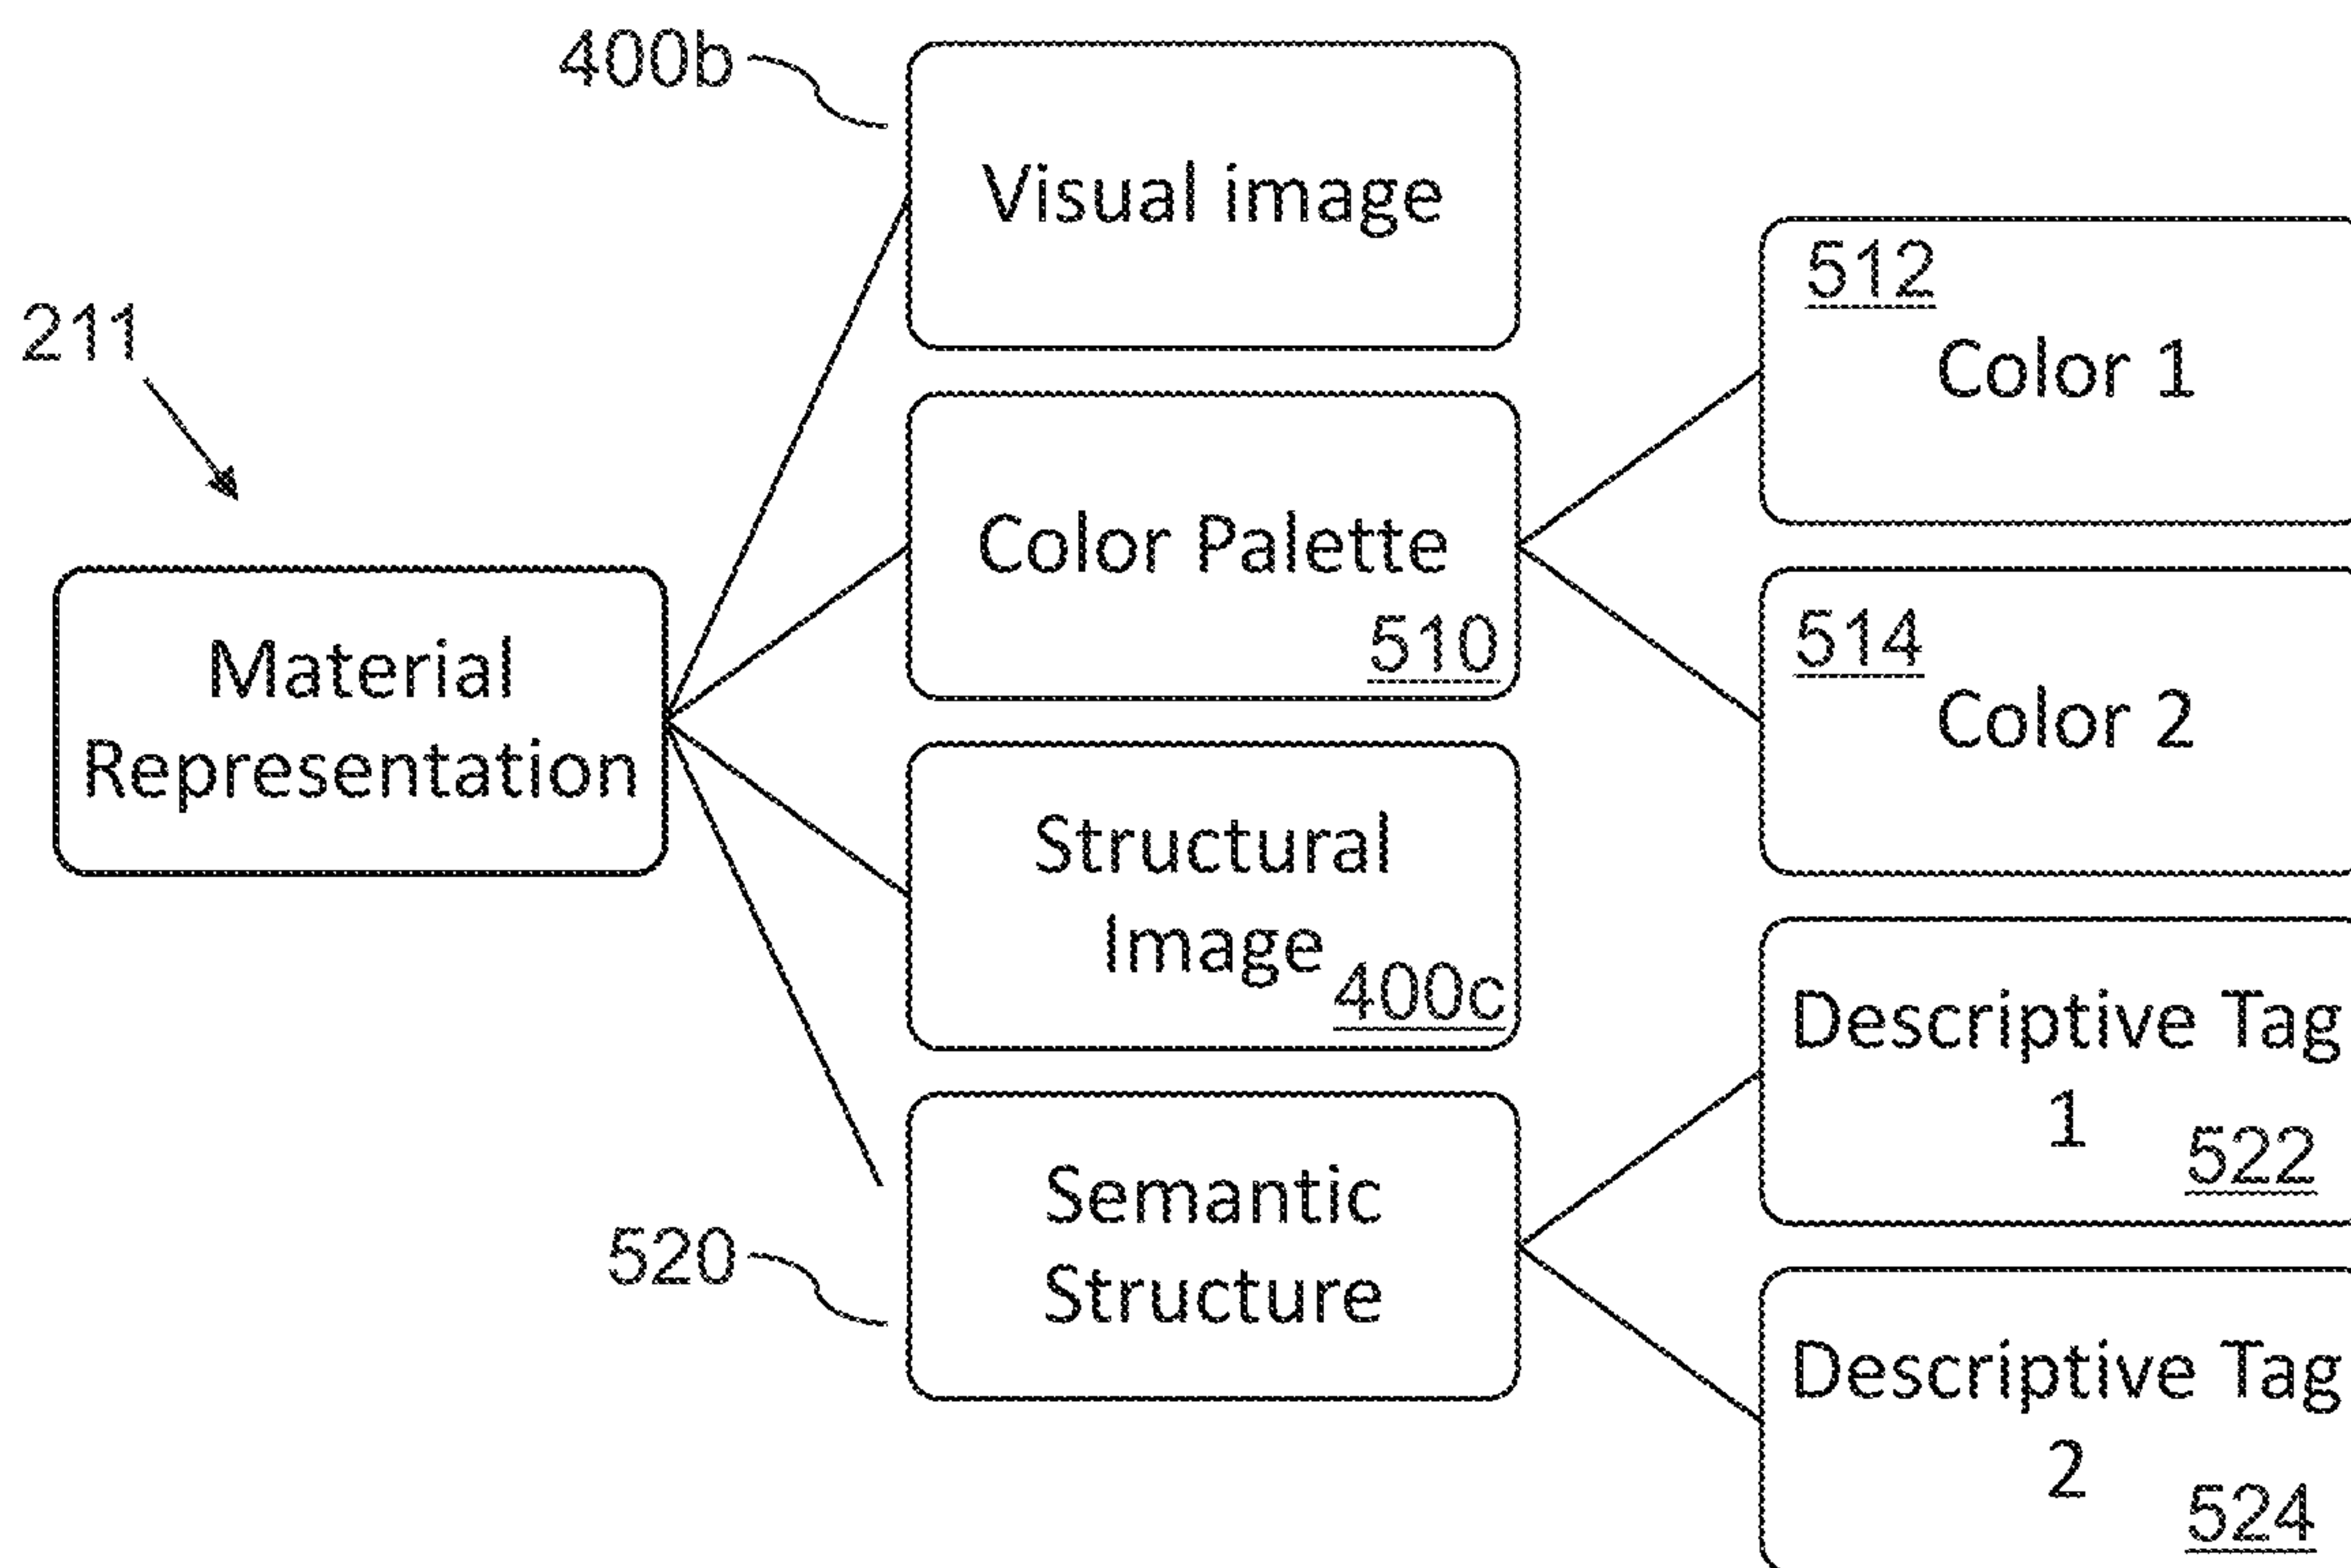 400b
Visual image
211
Material
Representation
Color Palette
510
Structural
Image
400c
520
Semantic
Structure
512
Color 1
514
Color 2
Descriptive Tag
1
522
Descriptive Tag
2
524